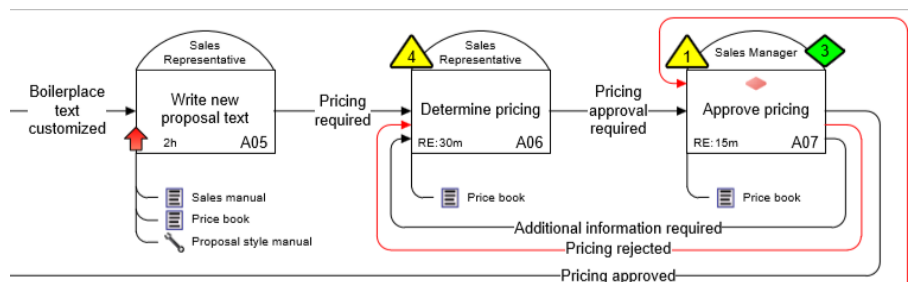 Sales
Representative
4
Sales
Representative
1
Sales Manager
3
Boilerplace
text
customized
Write new
proposal text
2h
A05
Pricing
required
Determine pricing
RE:30m
A06
Pricing
approval
required
Approve pricing
RE:15m
A07
Sales manual
Price book
Proposal style manual
Price book
Price book
Additional information required
Pricing rejected
Pricing approved